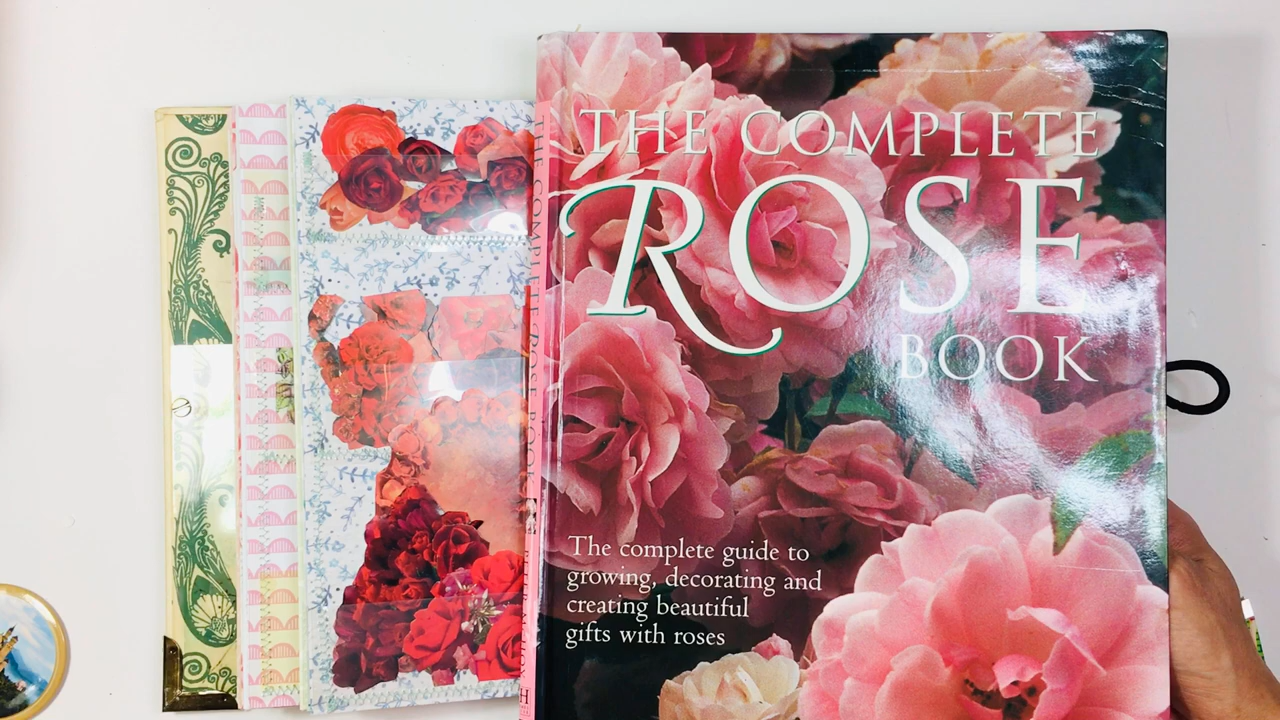 THE COMPLETE
ROSE
BOOK
The complete guide to
growing, decorating and
creating beautiful
gifts with roses
THE COMPLETE ROSE BOOK